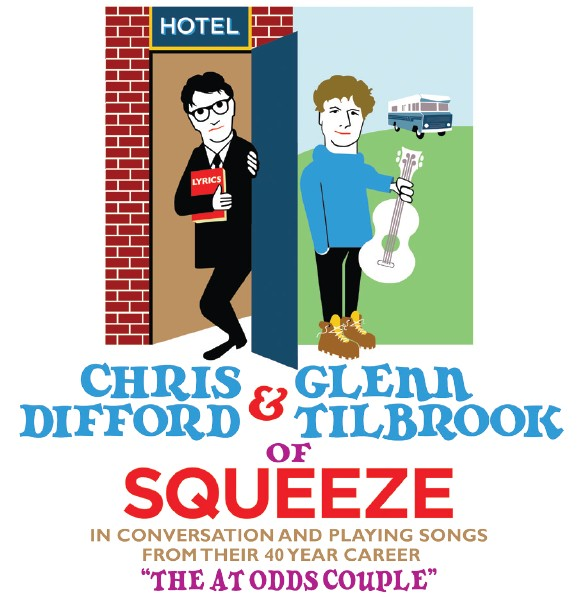 HOTEL
LYRICS
CHRIS & GLENN
DIFFORD TILBROOK
OF
SQUEEZE
IN CONVERSATION AND PLAYING SONGS
FROM THEIR 40 YEAR CAREER
“THE AT ODDS COUPLE”